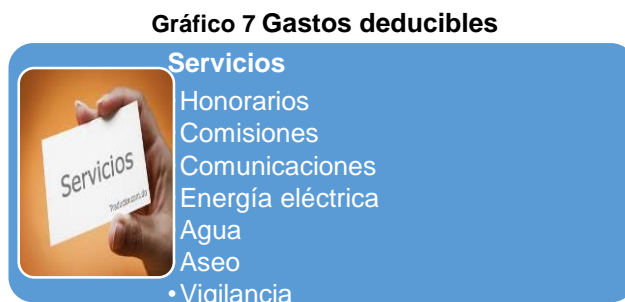 Gráfico 7 Gastos deducibles
Servicios
Honorarios
Comisiones
Comunicaciones
Energía eléctrica
Agua
Aseo
•Vigilancia
Servicios